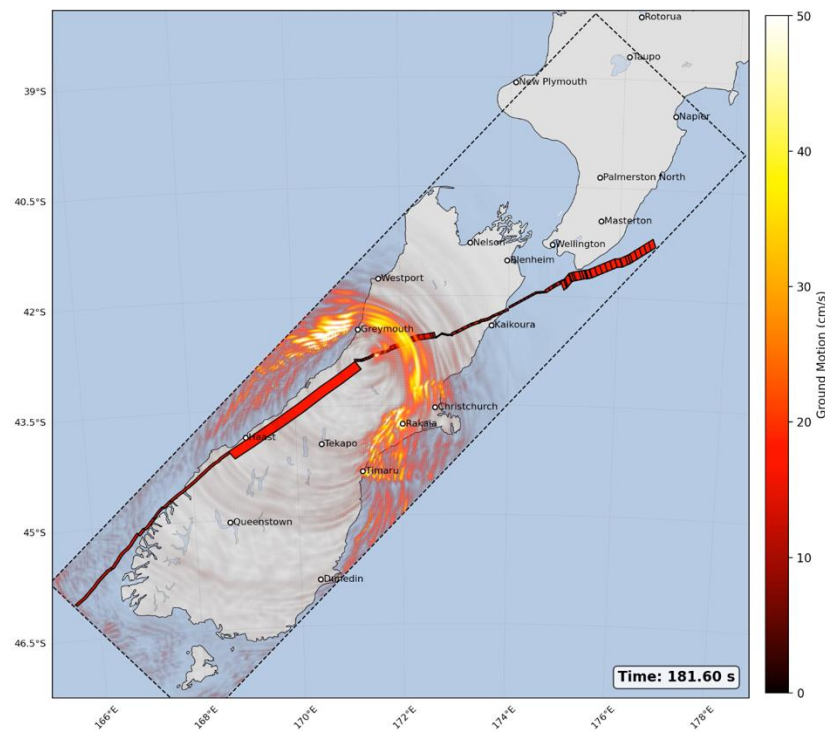 Rotorua
Taupo
New Plymouth
Napier
Palmerston North
Masterton
Nelson
Wellington
Blenheim
Westport
Greymouth
Kaikoura
Christchurch
Rakaia
Haast
Tekapo
Timaru
Queenstown
Dunedin
39°S
40.5°S
42°S
43.5°S
45°S
46.5°S
166°E
168°E
170°E
172°E
174°E
176°E
178°E
Time: 181.60 s
50
40
30
20
10
0
Ground Motion (cm/s)